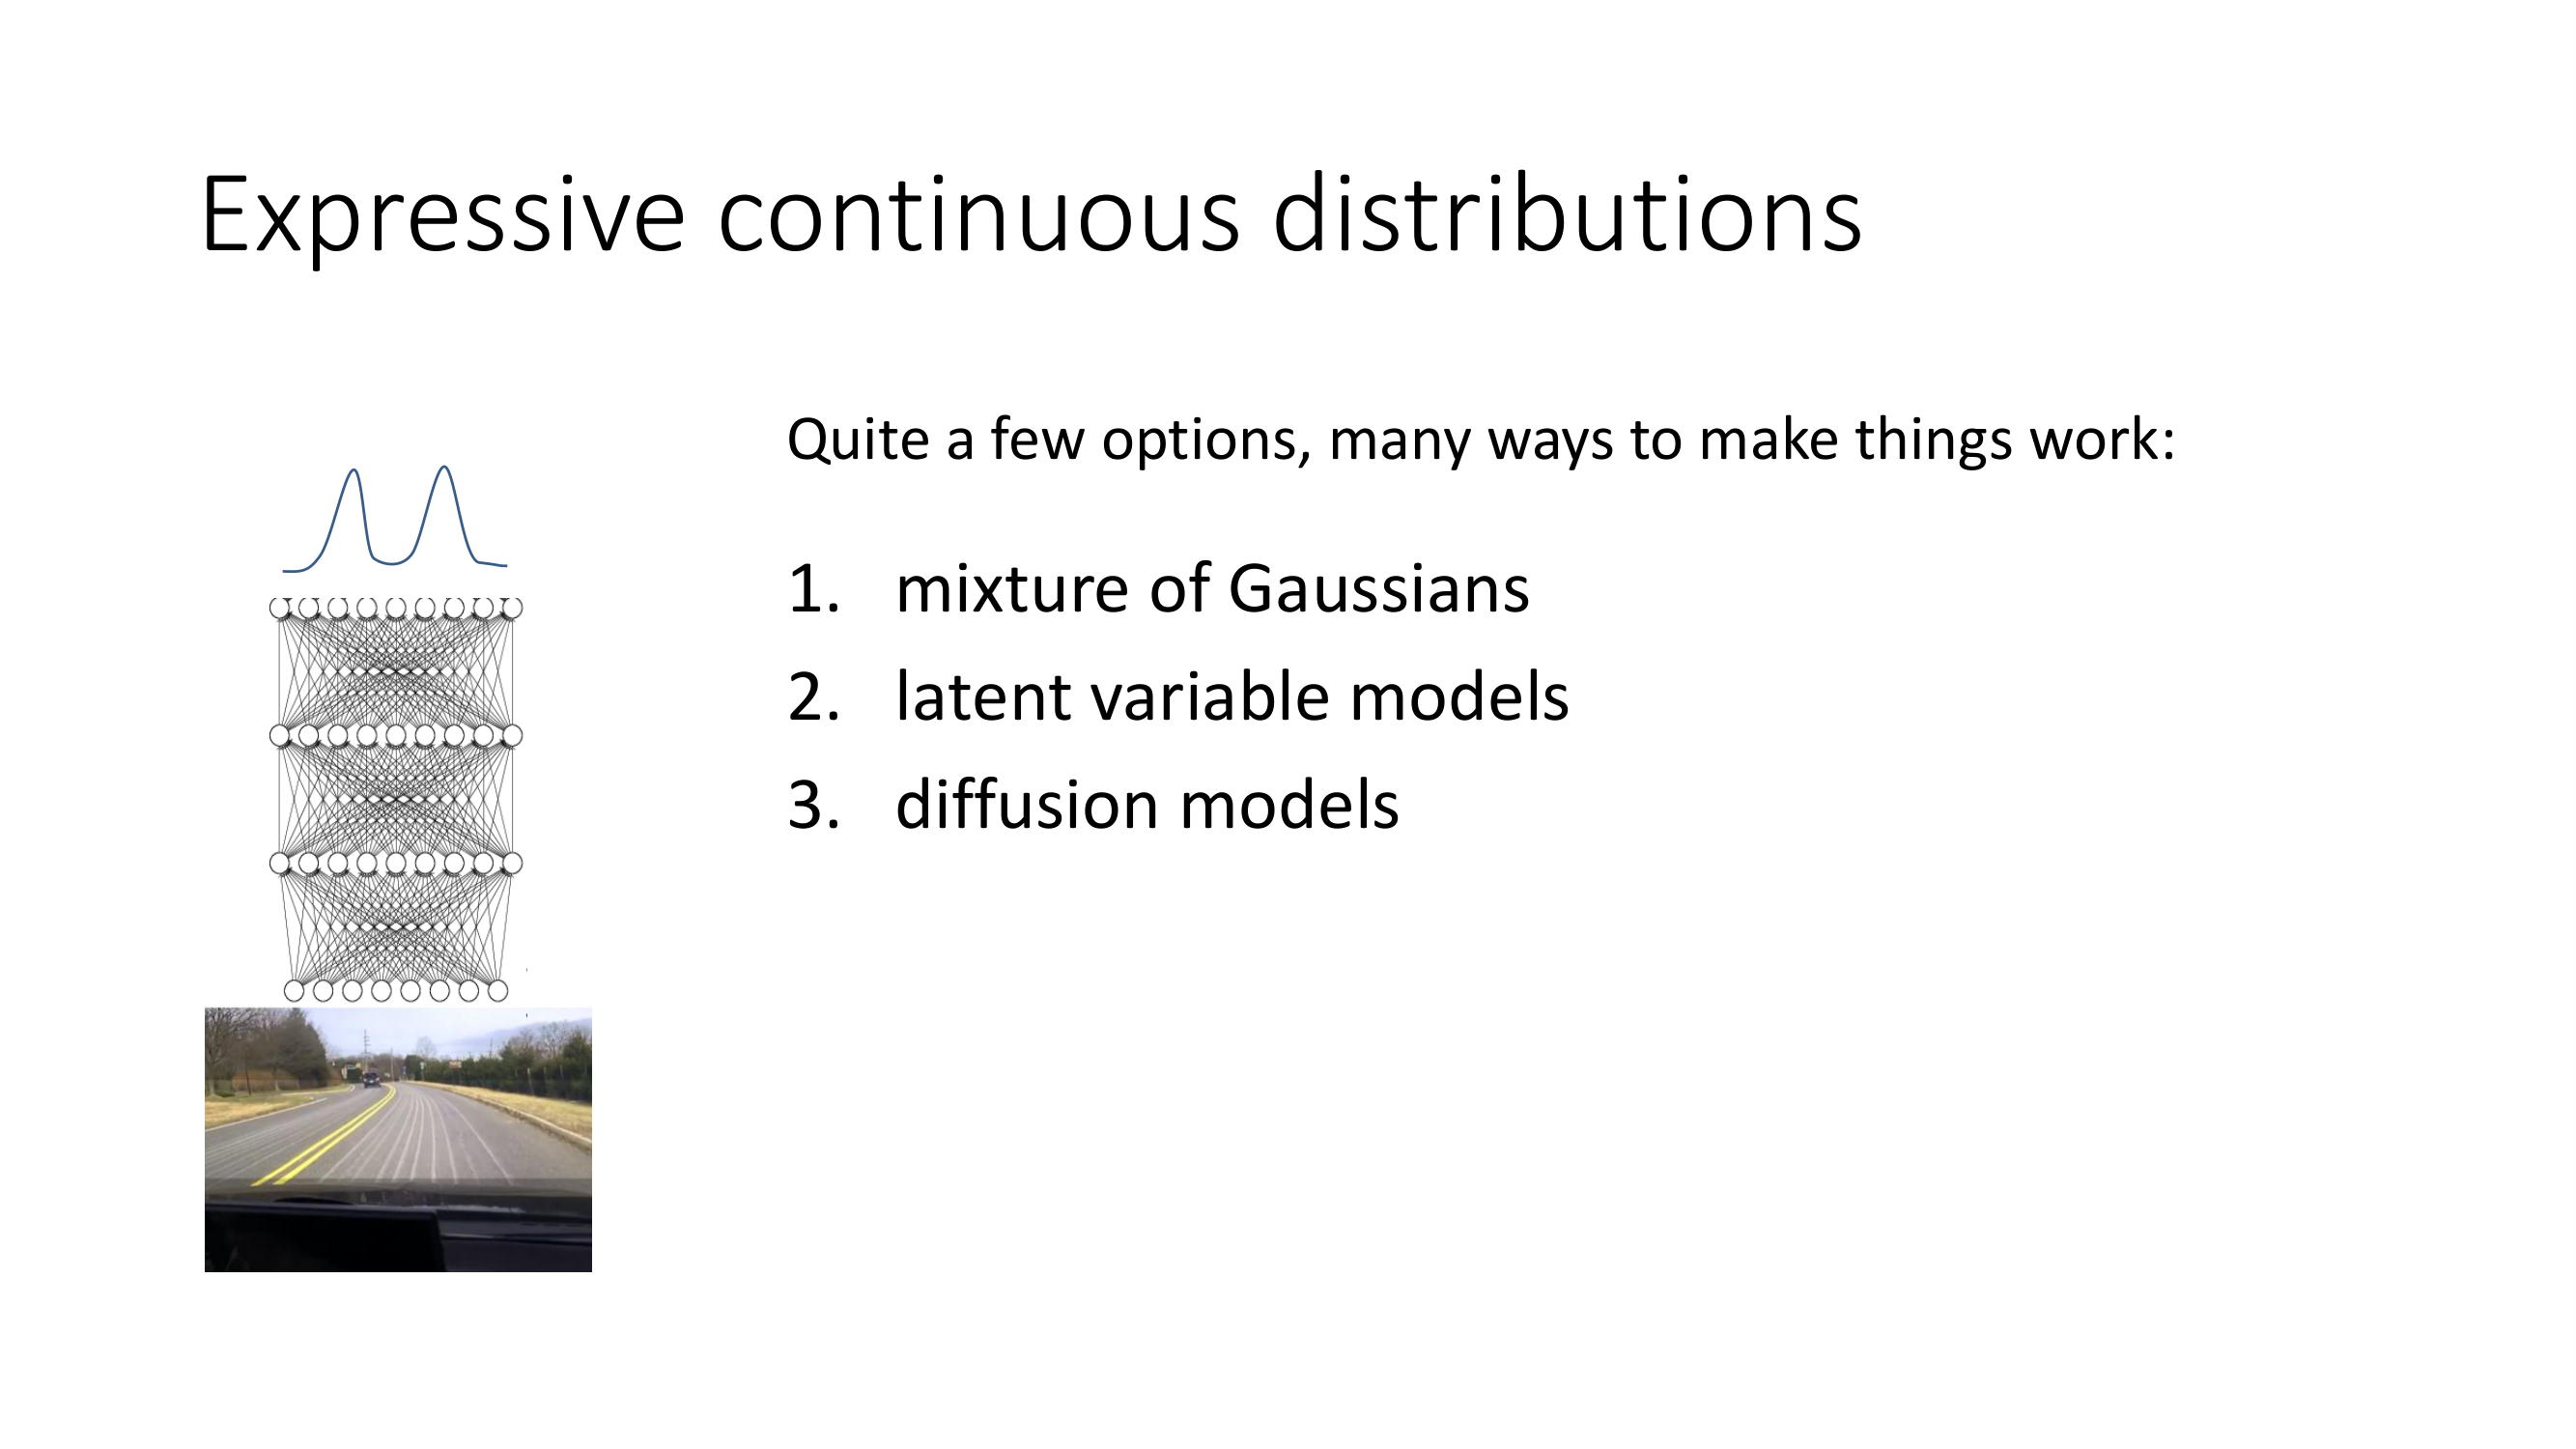 Expressive continuous distributions
Quite a few options, many ways to make things work:
1. mixture of Gaussians
2. latent variable models
3. diffusion models